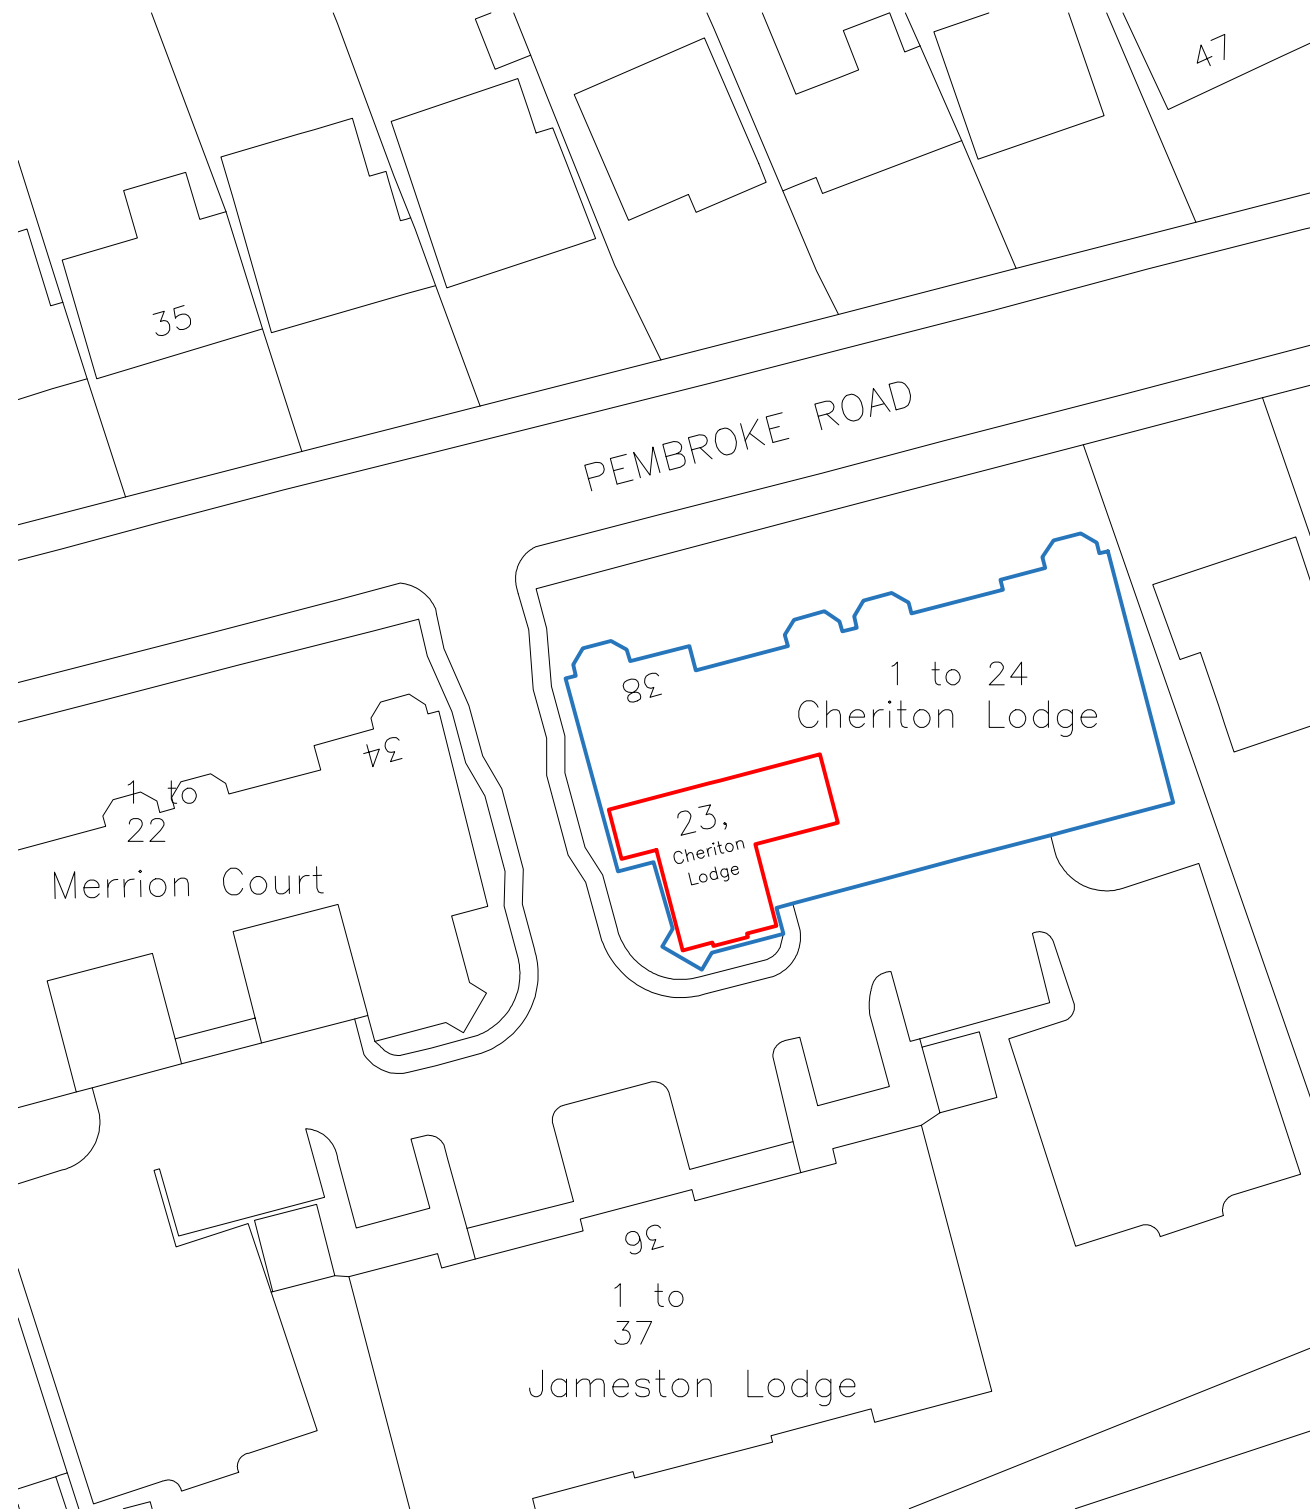 47
35
PEMBROKE ROAD
38
1 to 24
Cheriton Lodge
34
1 to
22
Merrion Court
23,
Cheriton
Lodge
36
1 to
37
Jameston Lodge